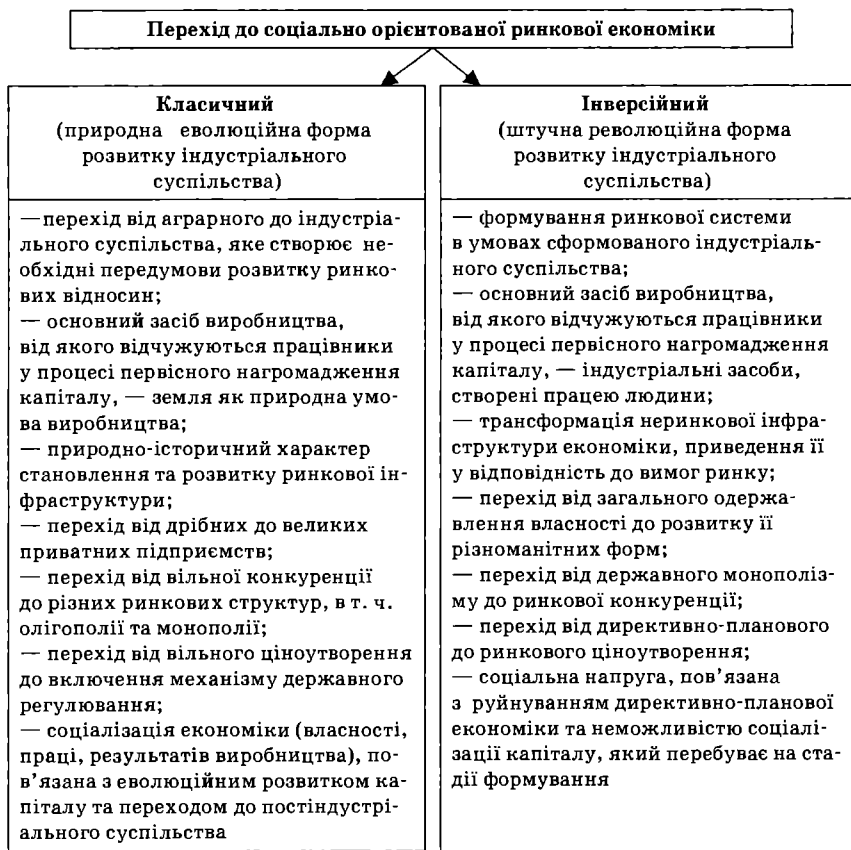 Перехід до соціально орієнтованої ринкової економіки
Класичний
(природна еволюційна форма
розвитку індустріального
суспільства)
—перехід від аграрного до індустріа-
льного суспільства, яке створює не-
обхідні передумови розвитку ринко-
вих відносин;
— основний засіб виробництва,
від якого відчужуються працівники
у процесі первісного нагромадження
капіталу, — земля як природна умо-
ва виробництва;
— природно-історичний характер
становлення та розвитку ринкової ін-
фраструктури;
— перехід від дрібних до великих
приватних підприємств;
— перехід від вільної конкуренції
до різних ринкових структур, в т. ч.
олігополії та монополії;
— перехід від вільного ціноутворення
до включення механізму державного
регулювання;
— соціалізація економіки (власності,
праці, результатів виробництва), по-
в’язана з еволюційним розвитком ка-
піталу та переходом до постіндустрі-
ального суспільства
Інверсійний
(штучна революційна форма
розвитку індустріального
суспільства)
— формування ринкової системи
в умовах сформованого індустріаль-
ного суспільства;
— основний засіб виробництва,
від якого відчужуються працівники
у процесі первісного нагромадження
капіталу, — індустріальні засоби,
створені працею людини;
— трансформація неринкової інфра-
структури економіки, приведення її
у відповідність до вимог ринку;
— перехід від загального одержа-
влення власності до розвитку її
різноманітних форм;
— перехід від державного монополіз-
му до ринкової конкуренції;
— перехід від директивно-планового
до ринкового ціноутворення;
— соціальна напруга, пов’язана
з руйнуванням директивно-планової
економіки та неможливістю соціалі-
зації капіталу, який перебуває на ста-
дії формування